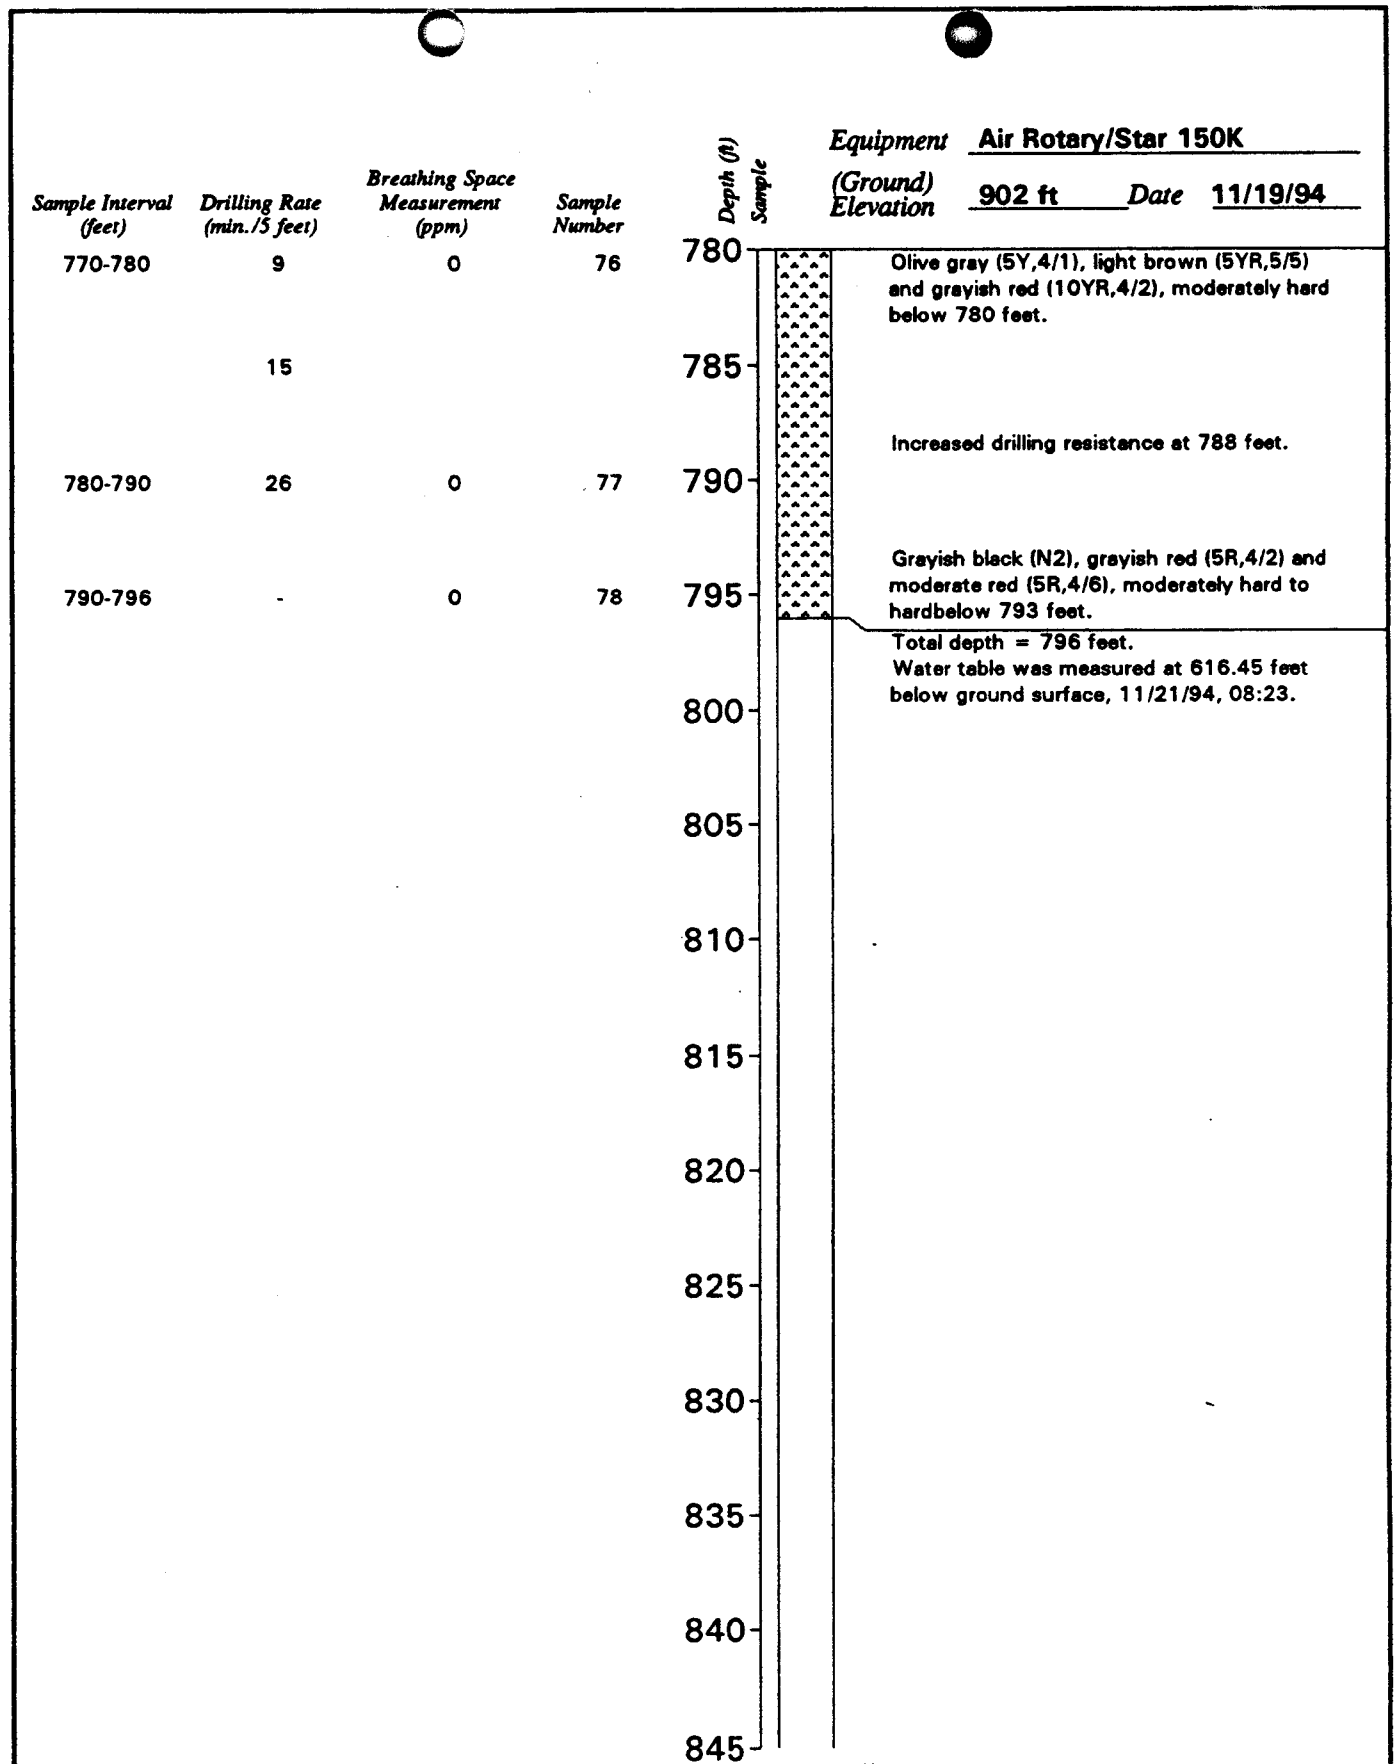 Equipment Air Rotary/Star 150K
(Ground)
Elevation 902 ft Date 11/19/94
Sample Interval
(feet)
Drilling Rate
(min./5 feet)
Breathing Space
Measurement
(ppm)
Sample
Number
Depth (ft)
Sample
770-780 9 0 76
15
780-790 26 0 77
790-796 - 0 78
780
785
790
795
800
805
810
815
820
825
830
835
840
845
Olive gray (5Y,4/1), light brown (5YR,5/5)
and grayish red (10YR,4/2), moderately hard
below 780 feet.
Increased drilling resistance at 788 feet.
Grayish black (N2), grayish red (5R,4/2) and
moderate red (5R,4/6), moderately hard to
hardbelow 793 feet.
Total depth = 796 feet.
Water table was measured at 616.45 feet
below ground surface, 11/21/94, 08:23.